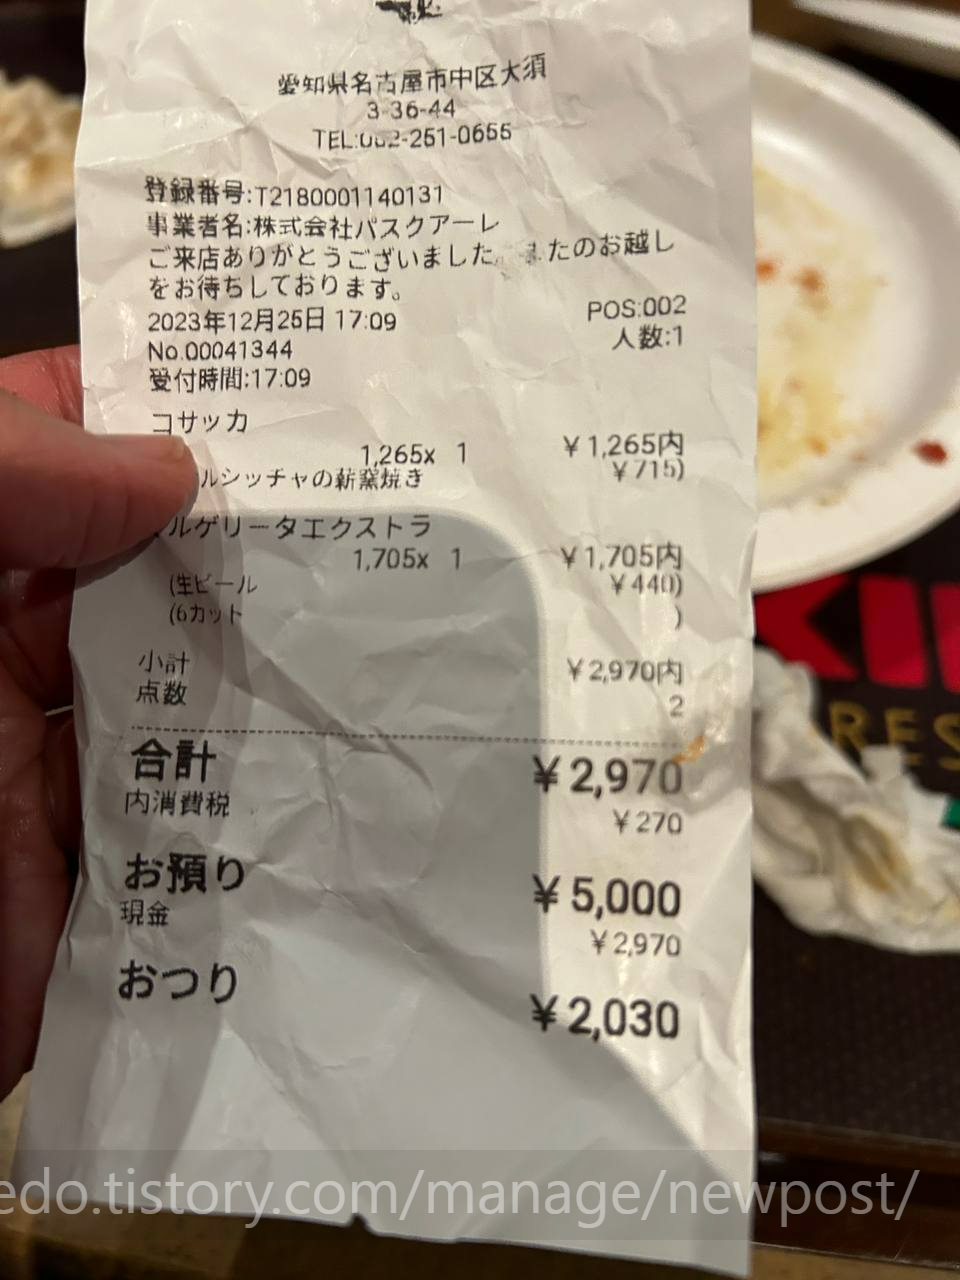 愛知県名古屋市中区大須
3-36-44
TEL:052-251-0655
登録番号:T2180001140131
事業者名:株式会社パスクアーレ
ご来店ありがとうございました。またのお越し
をお待ちしております。
2023年12月25日 17:09 POS:002
No.00041344 人数:1
受付時間:17:09
コサッカ
1,265x 1 ¥1,265内
ルシッチャの薪窯焼き ¥715)
ルゲリータエクストラ
1,705x 1 ¥1,705内
(生ビール ¥440)
(6カット )
小計 ¥2,970内
点数 2
合計 ¥2,970
内消費税 ¥270
お預り ¥5,000
現金 ¥2,970
おつり ¥2,030
KI
RES
edo.tistory.com/manage/newpost/